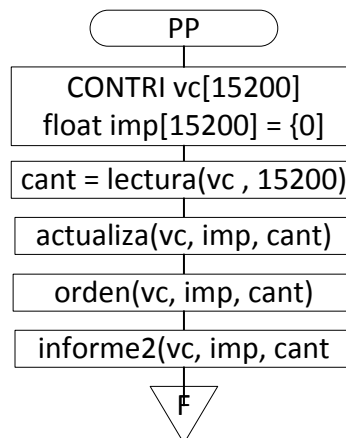 PP
CONTRI vc[15200]
float imp[15200] = {0]
cant = lectura(vc , 15200)
actualiza(vc, imp, cant)
orden(vc, imp, cant)
informe2(vc, imp, cant
F